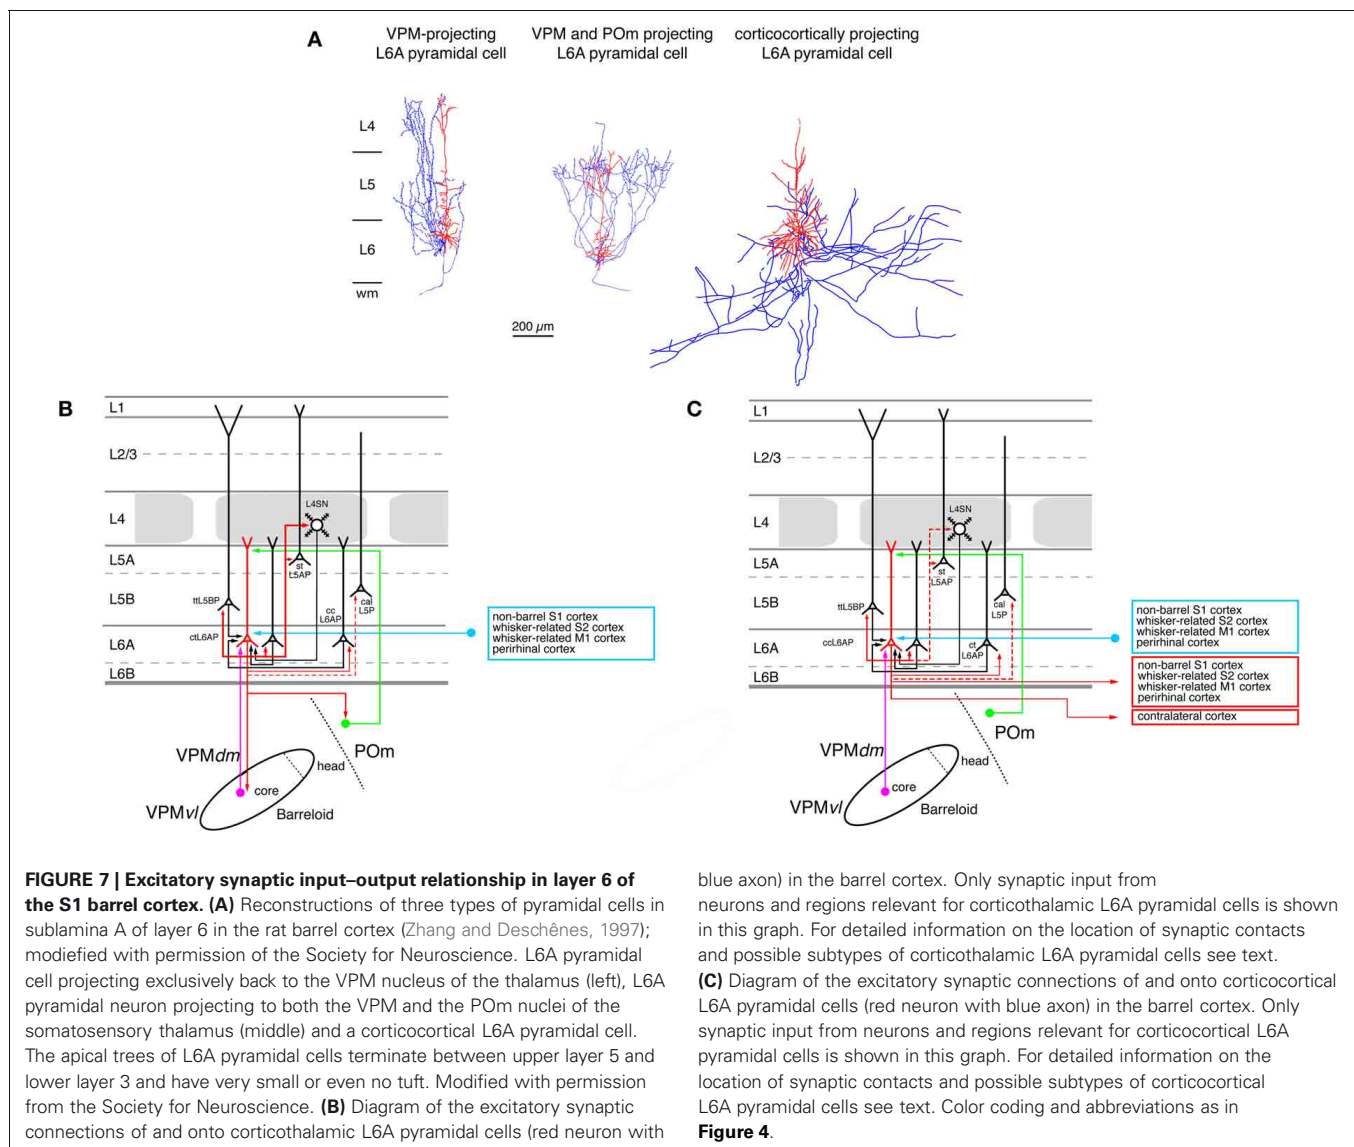 A
VPM-projecting
L6A pyramidal cell
VPM and POm projecting
L6A pyramidal cell
corticocortically projecting
L6A pyramidal cell
L4
L5
L6
wm
200 µm
B
L1
L2/3
L4
L4SN
L5A
st
L5AP
L5B
ttL5BP
cc
L6AP
cal
L5P
L6A
ctL6AP
L6B
non-barrel S1 cortex
whisker-related S2 cortex
whisker-related M1 cortex
perirhinal cortex
POm
VPMdm
head
core
VPMvl
Barreloid
C
L1
L2/3
L4
L4SN
L5A
st
L5AP
L5B
ttL5BP
cal
L5P
L6A
ccL6AP
ct
L6AP
L6B
non-barrel S1 cortex
whisker-related S2 cortex
whisker-related M1 cortex
perirhinal cortex
non-barrel S1 cortex
whisker-related S2 cortex
whisker-related M1 cortex
perirhinal cortex
contralateral cortex
POm
VPMdm
head
core
VPMvl
Barreloid
FIGURE 7 | Excitatory synaptic input–output relationship in layer 6 of
the S1 barrel cortex. (A) Reconstructions of three types of pyramidal cells in
sublamina A of layer 6 in the rat barrel cortex (Zhang and Deschênes, 1997);
modiefied with permission of the Society for Neuroscience. L6A pyramidal
cell projecting exclusively back to the VPM nucleus of the thalamus (left), L6A
pyramidal neuron projecting to both the VPM and the POm nuclei of the
somatosensory thalamus (middle) and a corticocortical L6A pyramidal cell.
The apical trees of L6A pyramidal cells terminate between upper layer 5 and
lower layer 3 and have very small or even no tuft. Modified with permission
from the Society for Neuroscience. (B) Diagram of the excitatory synaptic
connections of and onto corticothalamic L6A pyramidal cells (red neuron with
blue axon) in the barrel cortex. Only synaptic input from
neurons and regions relevant for corticothalamic L6A pyramidal cells is shown
in this graph. For detailed information on the location of synaptic contacts
and possible subtypes of corticothalamic L6A pyramidal cells see text.
(C) Diagram of the excitatory synaptic connections of and onto corticocortical
L6A pyramidal cells (red neuron with blue axon) in the barrel cortex. Only
synaptic input from neurons and regions relevant for corticocortical L6A
pyramidal cells is shown in this graph. For detailed information on the
location of synaptic contacts and possible subtypes of corticocortical
L6A pyramidal cells see text. Color coding and abbreviations as in
Figure 4.